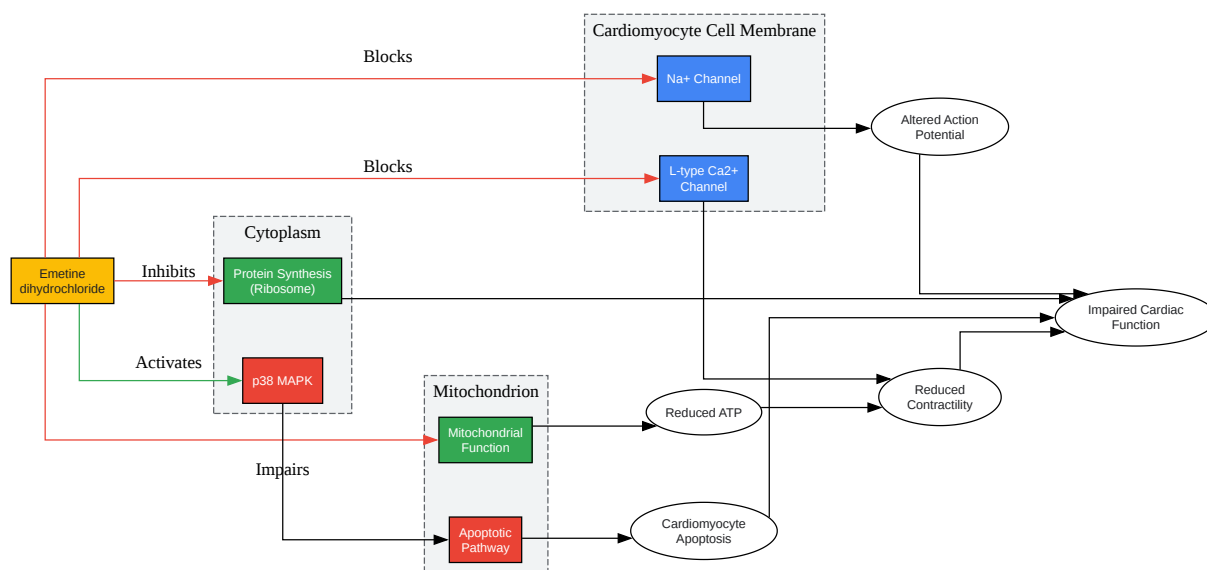 Cardiomyocyte Cell Membrane
Blocks
Na+ Channel
Altered Action
Potential
Blocks
L-type Ca2+
Channel
Cytoplasm
Emetine
dihydrochloride
Inhibits
Protein Synthesis
(Ribosome)
Impaired Cardiac
Function
Activates
p38 MAPK
Mitochondrion
Reduced ATP
Reduced
Contractility
Mitochondrial
Function
Impairs
Apoptotic
Pathway
Cardiomyocyte
Apoptosis